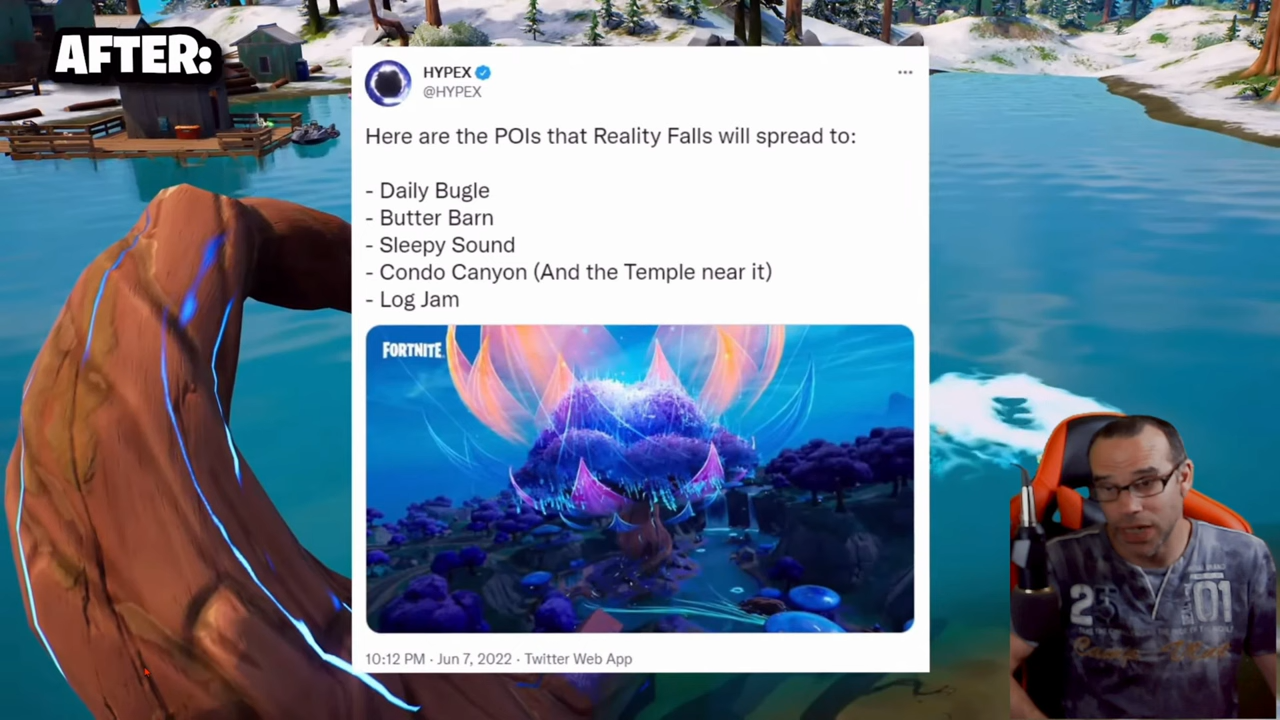 AFTER:
HYPEX
@HYPEX
Here are the POIs that Reality Falls will spread to:
- Daily Bugle
- Butter Barn
- Sleepy Sound
- Condo Canyon (And the Temple near it)
- Log Jam
FORTNITE
10:12 PM · Jun 7, 2022 · Twitter Web App
01